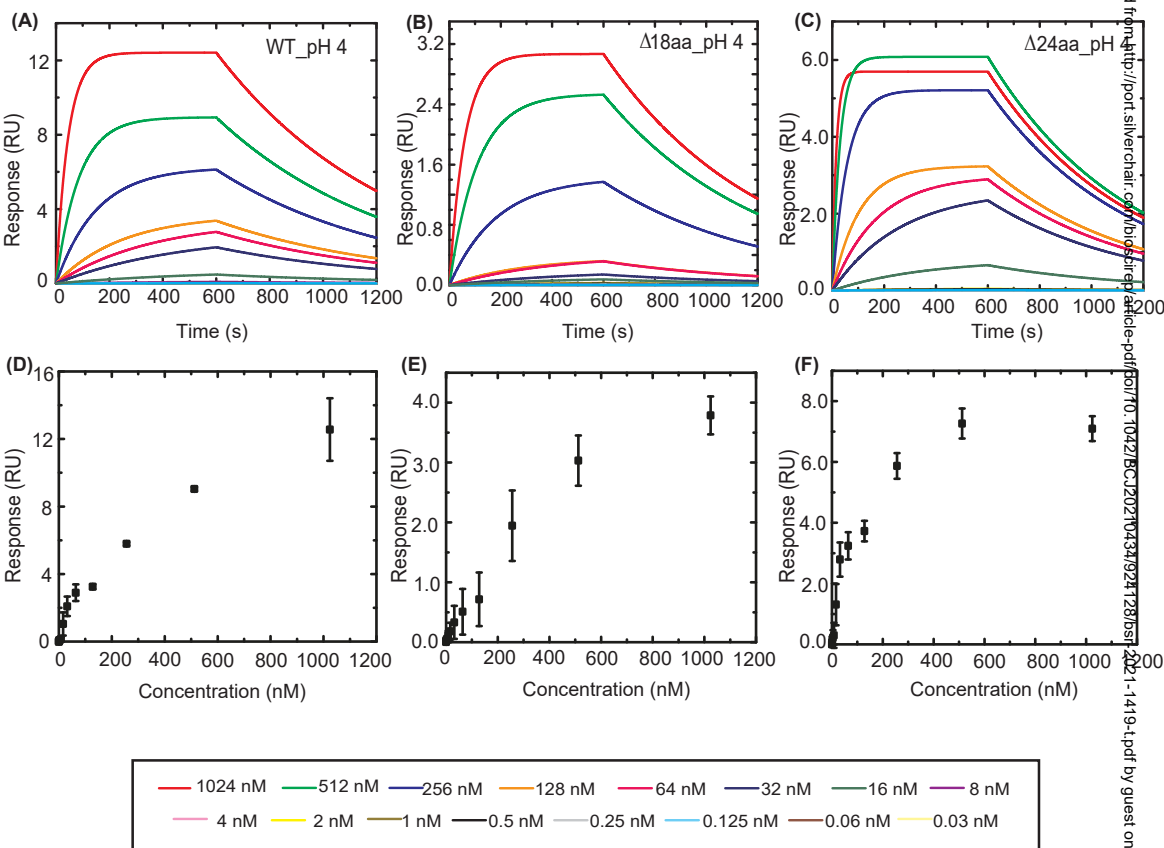 (A)
WT_pH 4
Response (RU)
12
8
4
0
0 200 400 600 800 1000 1200
Time (s)
(B)
Δ18aa_pH 4
Response (RU)
3.2
2.4
1.6
0.8
0.0
0 200 400 600 800 1000 1200
Time (s)
(C)
Δ24aa_pH 4
Response (RU)
6.0
4.0
2.0
0.0
0 200 400 600 800 1000 1200
Time (s)
(D)
Response (RU)
16
12
8
4
0
0 200 400 600 800 1000 1200
Concentration (nM)
(E)
Response (RU)
4.0
3.0
2.0
1.0
0.0
0 200 400 600 800 1000 1200
Concentration (nM)
(F)
Response (RU)
8.0
6.0
4.0
2.0
0.0
0 200 400 600 800 1000 1200
Concentration (nM)
1024 nM 512 nM 256 nM 128 nM 64 nM 32 nM 16 nM 8 nM
4 nM 2 nM 1 nM 0.5 nM 0.25 nM 0.125 nM 0.06 nM 0.03 nM
from http://port.silverchair.com/bioscirep/article-pdf/doi/10.1042/BCJ20210434/924128/bsr-2021-1419-t.pdf by guest on